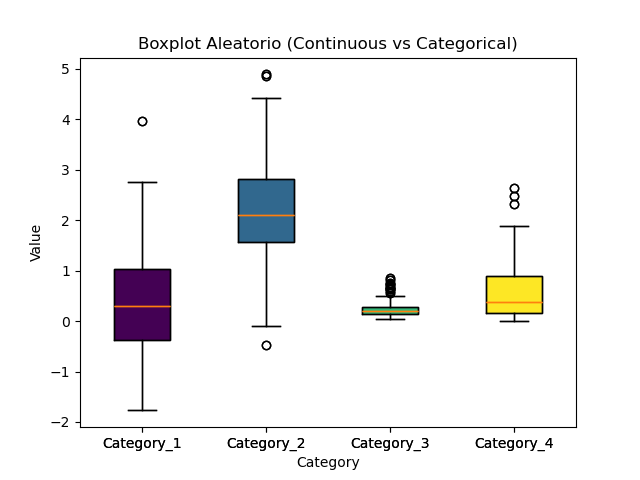 Boxplot Aleatorio (Continuous vs Categorical)
5
4
3
2
1
0
−1
−2
Value
Category_1 Category_2 Category_3 Category_4
Category